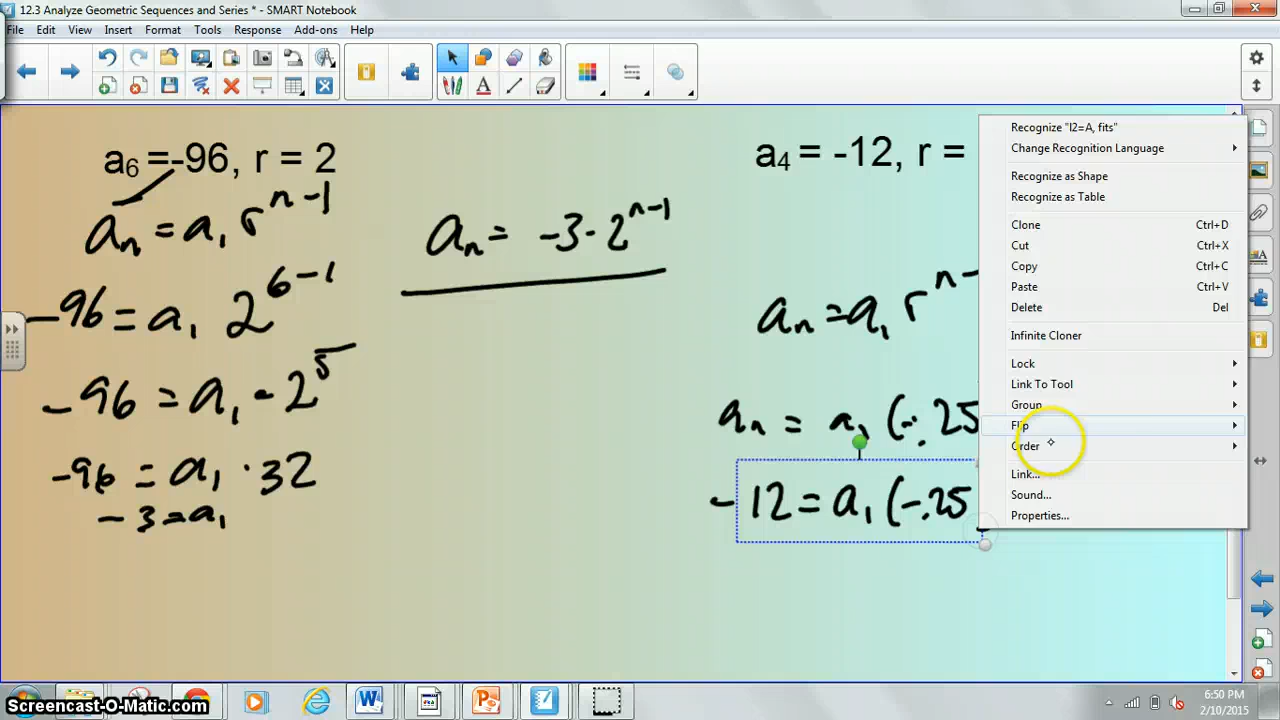 12.3 Analyze Geometric Sequences and Series * - SMART Notebook
File Edit View Insert Format Tools Response Add-ons Help
a6 =-96, r = 2
an = a1 r^n-1
-96 = a1 2^6-1
-96 = a1 - 2^5
-96 = a1 · 32
-3 = a1
an = -3 · 2^n-1
a4 = -12, r =
an = a1 r^n-
an = a1 (-.25
-12 = a1 (-.25
Recognize "l2=A, fits"
Change Recognition Language
Recognize as Shape
Recognize as Table
Clone Ctrl+D
Cut Ctrl+X
Copy Ctrl+C
Paste Ctrl+V
Delete Del
Infinite Cloner
Lock
Link To Tool
Group
Flip
Order
Link...
Sound...
Properties...
Screencast-O-Matic.com
6:50 PM
2/10/2015